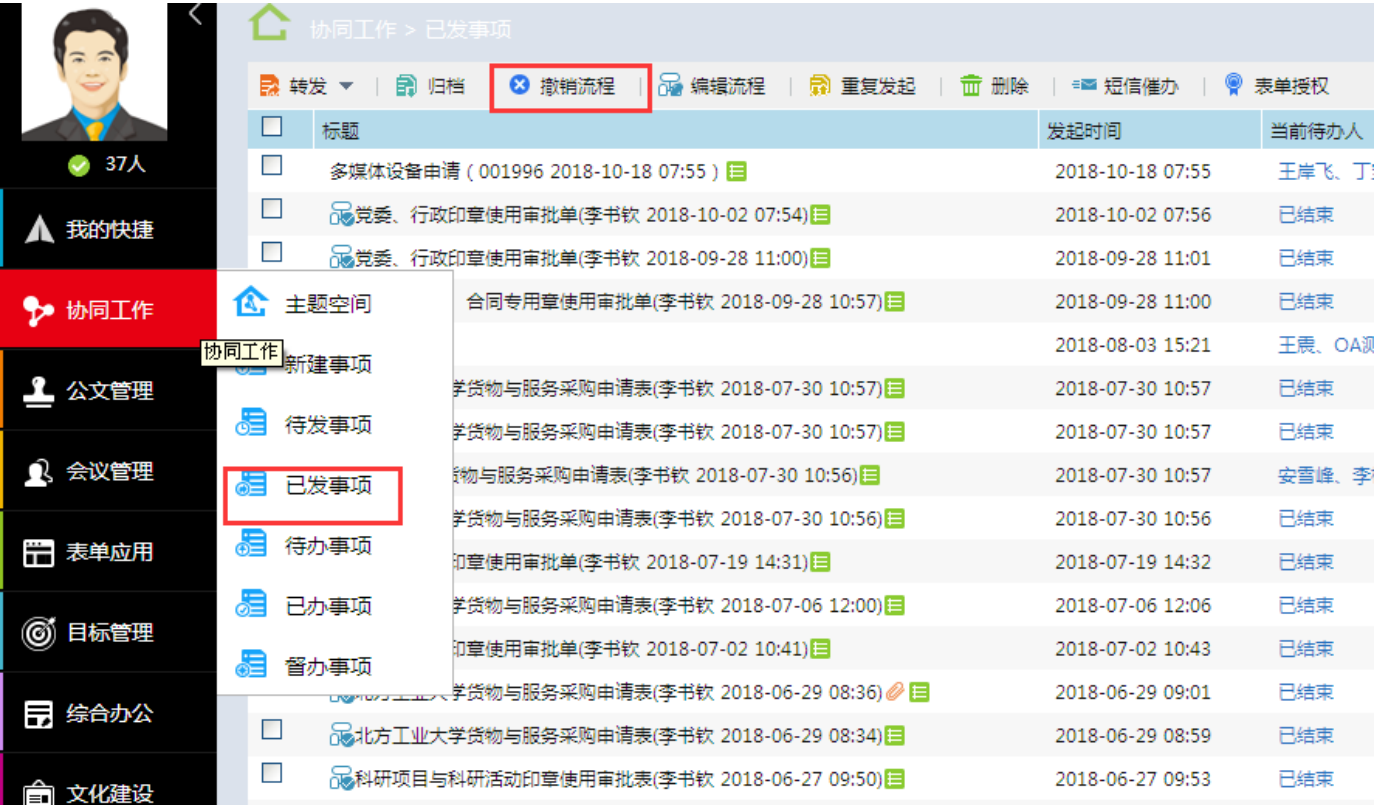 协同工作 > 已发事项
转发 归档 撤销流程 编辑流程 重复发起 删除 短信催办 表单授权
标题 发起时间 当前待办人
37人
多媒体设备申请（001996 2018-10-18 07:55） 2018-10-18 07:55 王岸飞、丁
党委、行政印章使用审批单(李书钦 2018-10-02 07:54) 2018-10-02 07:56 已结束
我的快捷
党委、行政印章使用审批单(李书钦 2018-09-28 11:00) 2018-09-28 11:01 已结束
协同工作
主题空间
合同专用章使用审批单(李书钦 2018-09-28 10:57) 2018-09-28 11:00 已结束
协同工作
2018-08-03 15:21 王震、OA测
新建事项
公文管理
学货物与服务采购申请表(李书钦 2018-07-30 10:57) 2018-07-30 10:57 已结束
待发事项
学货物与服务采购申请表(李书钦 2018-07-30 10:57) 2018-07-30 10:57 已结束
会议管理
已发事项
货物与服务采购申请表(李书钦 2018-07-30 10:56) 2018-07-30 10:57 安雪峰、李
学货物与服务采购申请表(李书钦 2018-07-30 10:56) 2018-07-30 10:56 已结束
表单应用
待办事项
印章使用审批单(李书钦 2018-07-19 14:31) 2018-07-19 14:32 已结束
已办事项
学货物与服务采购申请表(李书钦 2018-07-06 12:00) 2018-07-06 12:06 已结束
目标管理
印章使用审批单(李书钦 2018-07-02 10:41) 2018-07-02 10:43 已结束
督办事项
北方工业大学货物与服务采购申请表(李书钦 2018-06-29 08:36) 2018-06-29 09:01 已结束
综合办公
北方工业大学货物与服务采购申请表(李书钦 2018-06-29 08:34) 2018-06-29 08:59 已结束
科研项目与科研活动印章使用审批表(李书钦 2018-06-27 09:50) 2018-06-27 09:53 已结束
文化建设